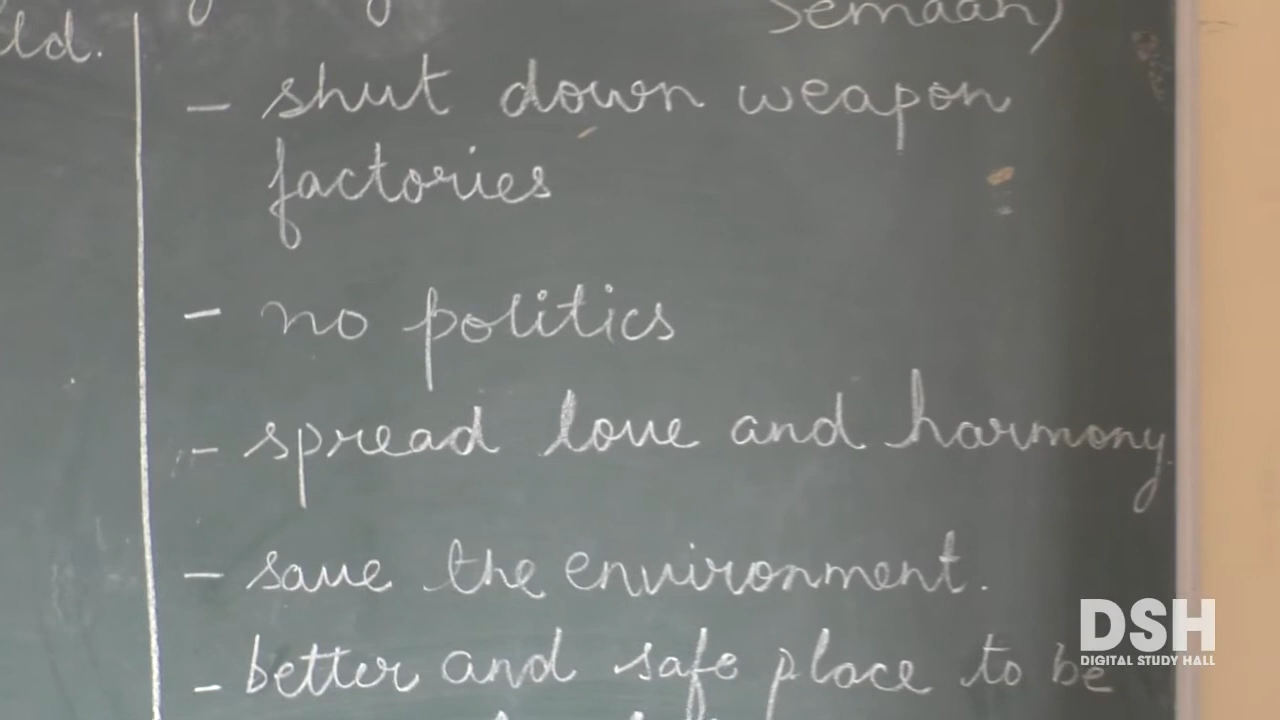 Semaan)
ld.
- shut down weapon
factories
- no politics
- spread love and harmony.
- save the environment.
- better and safe place to be
DSH
DIGITAL STUDY HALL